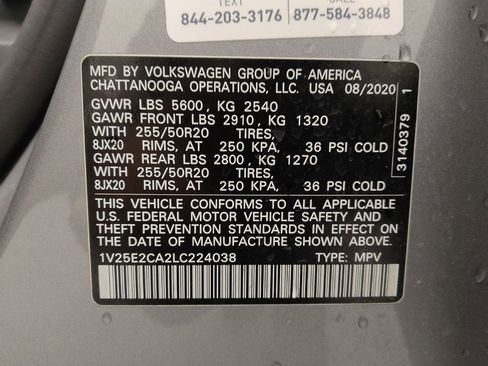 TEXT CALL
844-203-3176 877-584-3848
MFD BY VOLKSWAGEN GROUP OF AMERICA
CHATTANOOGA OPERATIONS, LLC. USA 08/2020
GVWR LBS 5600, KG 2540
GAWR FRONT LBS 2910, KG 1320
WITH 255/50R20 TIRES,
8JX20 RIMS, AT 250 KPA, 36 PSI COLD
GAWR REAR LBS 2800, KG 1270
WITH 255/50R20 TIRES,
8JX20 RIMS, AT 250 KPA, 36 PSI COLD
THIS VEHICLE CONFORMS TO ALL APPLICABLE
U.S. FEDERAL MOTOR VEHICLE SAFETY AND
THEFT PREVENTION STANDARDS IN EFFECT ON
THE DATE OF MANUFACTURE SHOWN ABOVE.
1V25E2CA2LC224038 TYPE: MPV
3140379 1